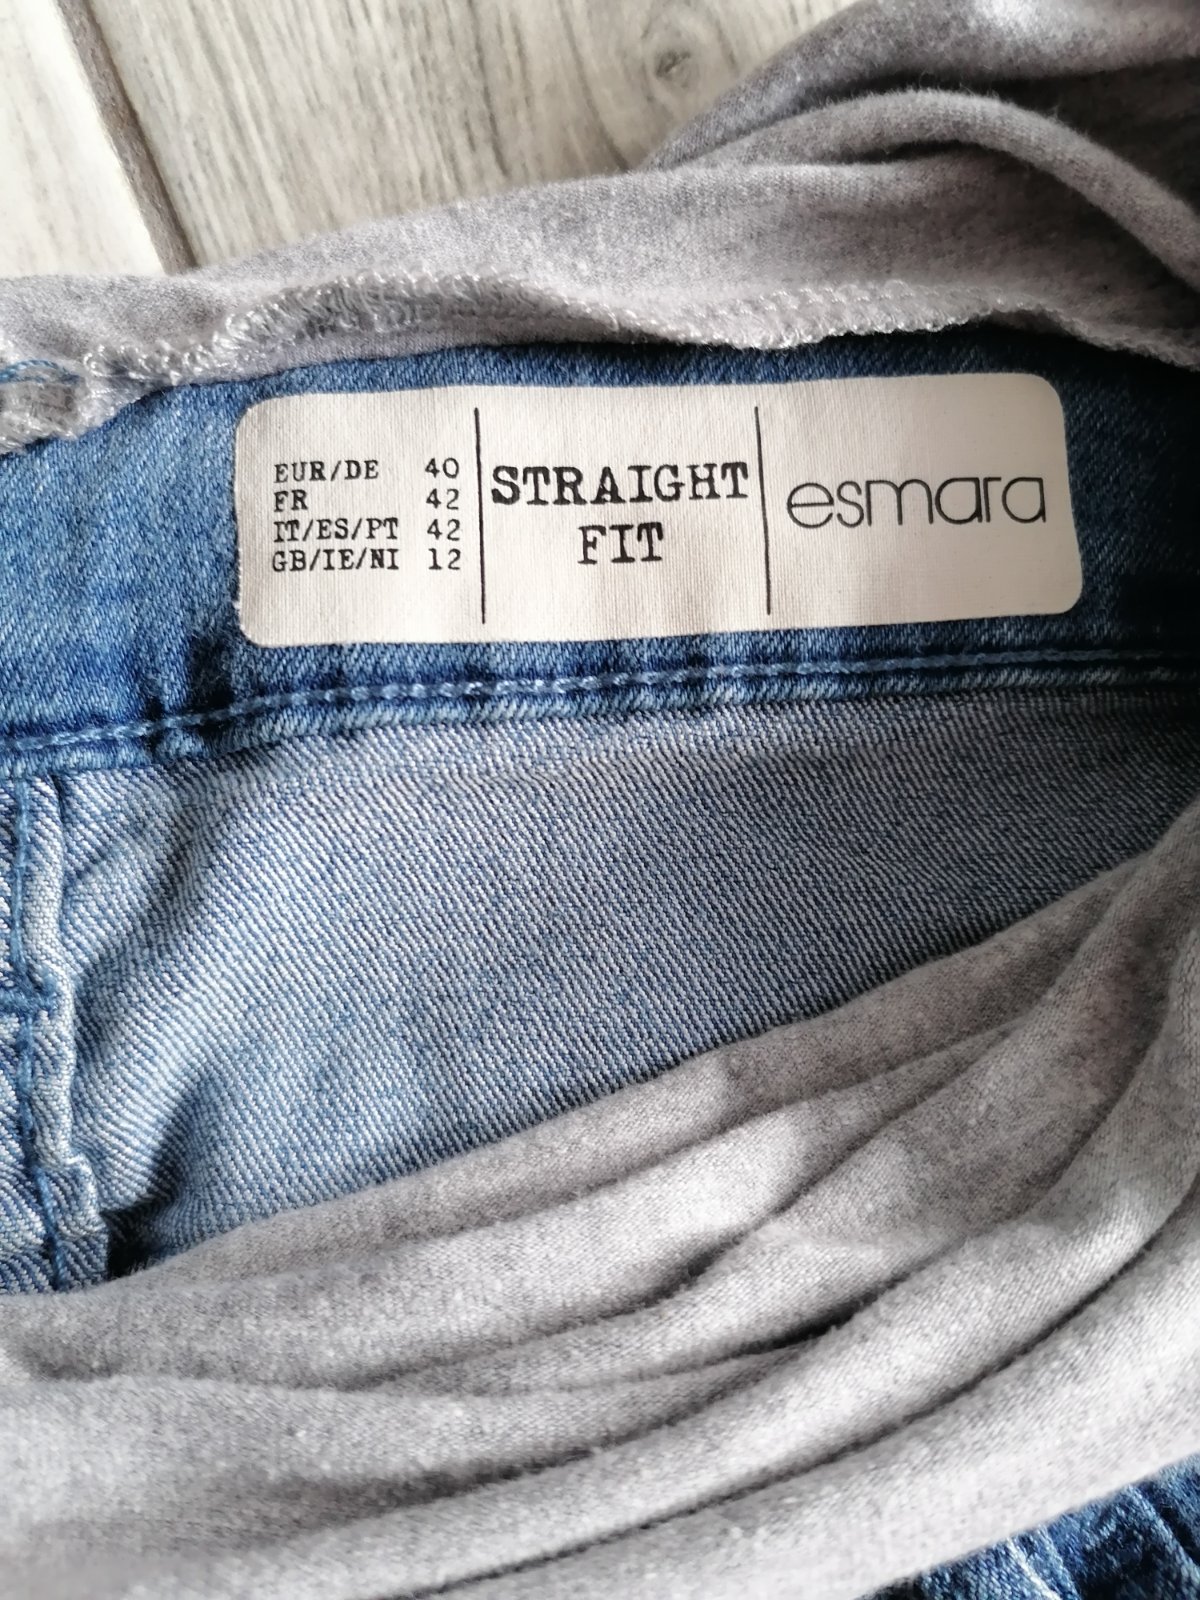 EUR/DE 40
FR 42
IT/ES/PT 42
GB/IE/NI 12
STRAIGHT
FIT
esmara